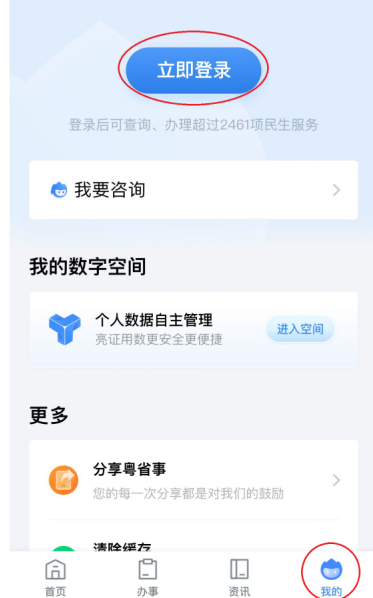 立即登录
登录后可查询、办理超过2461项民生服务
我要咨询
我的数字空间
个人数据自主管理
亮证用数更安全更便捷
进入空间
更多
分享粤省事
您的每一次分享都是对我们的鼓励
清除缓存
首页
办事
资讯
我的